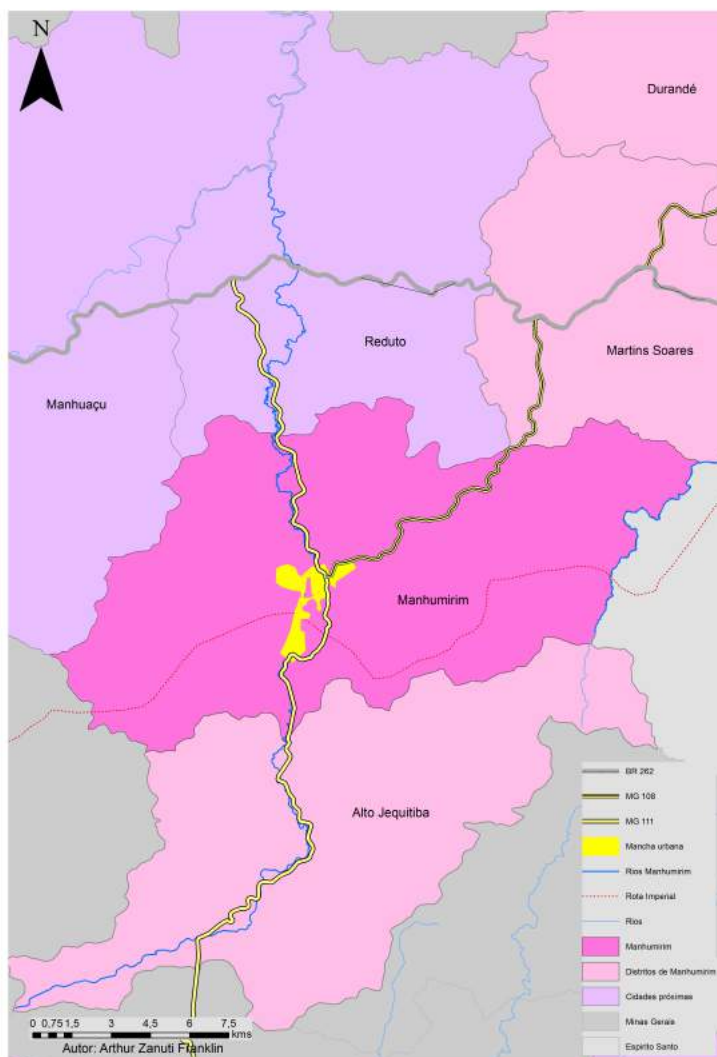 N
Durandé
Reduto
Martins Soares
Manhuaçu
Manhumirim
Alto Jequitiba
BR 262
MG 108
MG 111
Mancha urbana
Rios Manhumirim
Rota Imperial
Rios
Manhumirim
Distritos de Manhumirim
Cidades próximas
Minas Gerais
Espirito Santo
0 0,75 1,5 3 4,5 6 7,5
kms
Autor: Arthur Zanuti Franklin